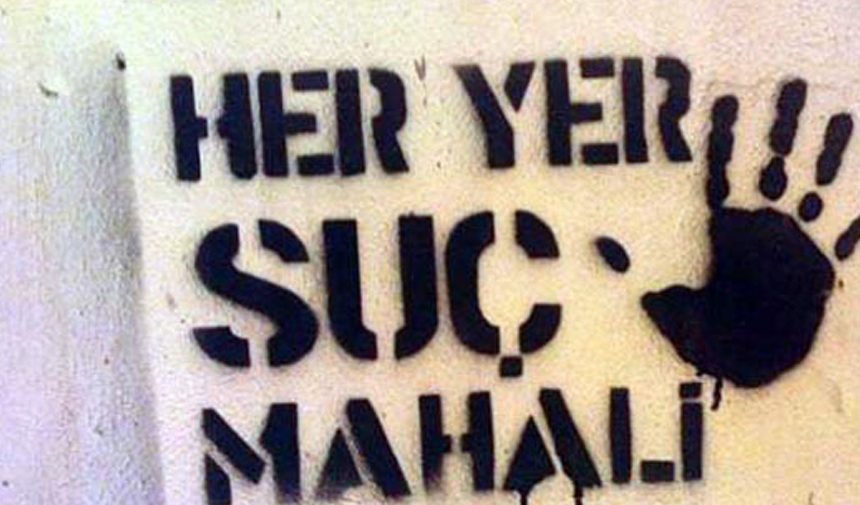 HER YER
SUÇ
MAHALİ